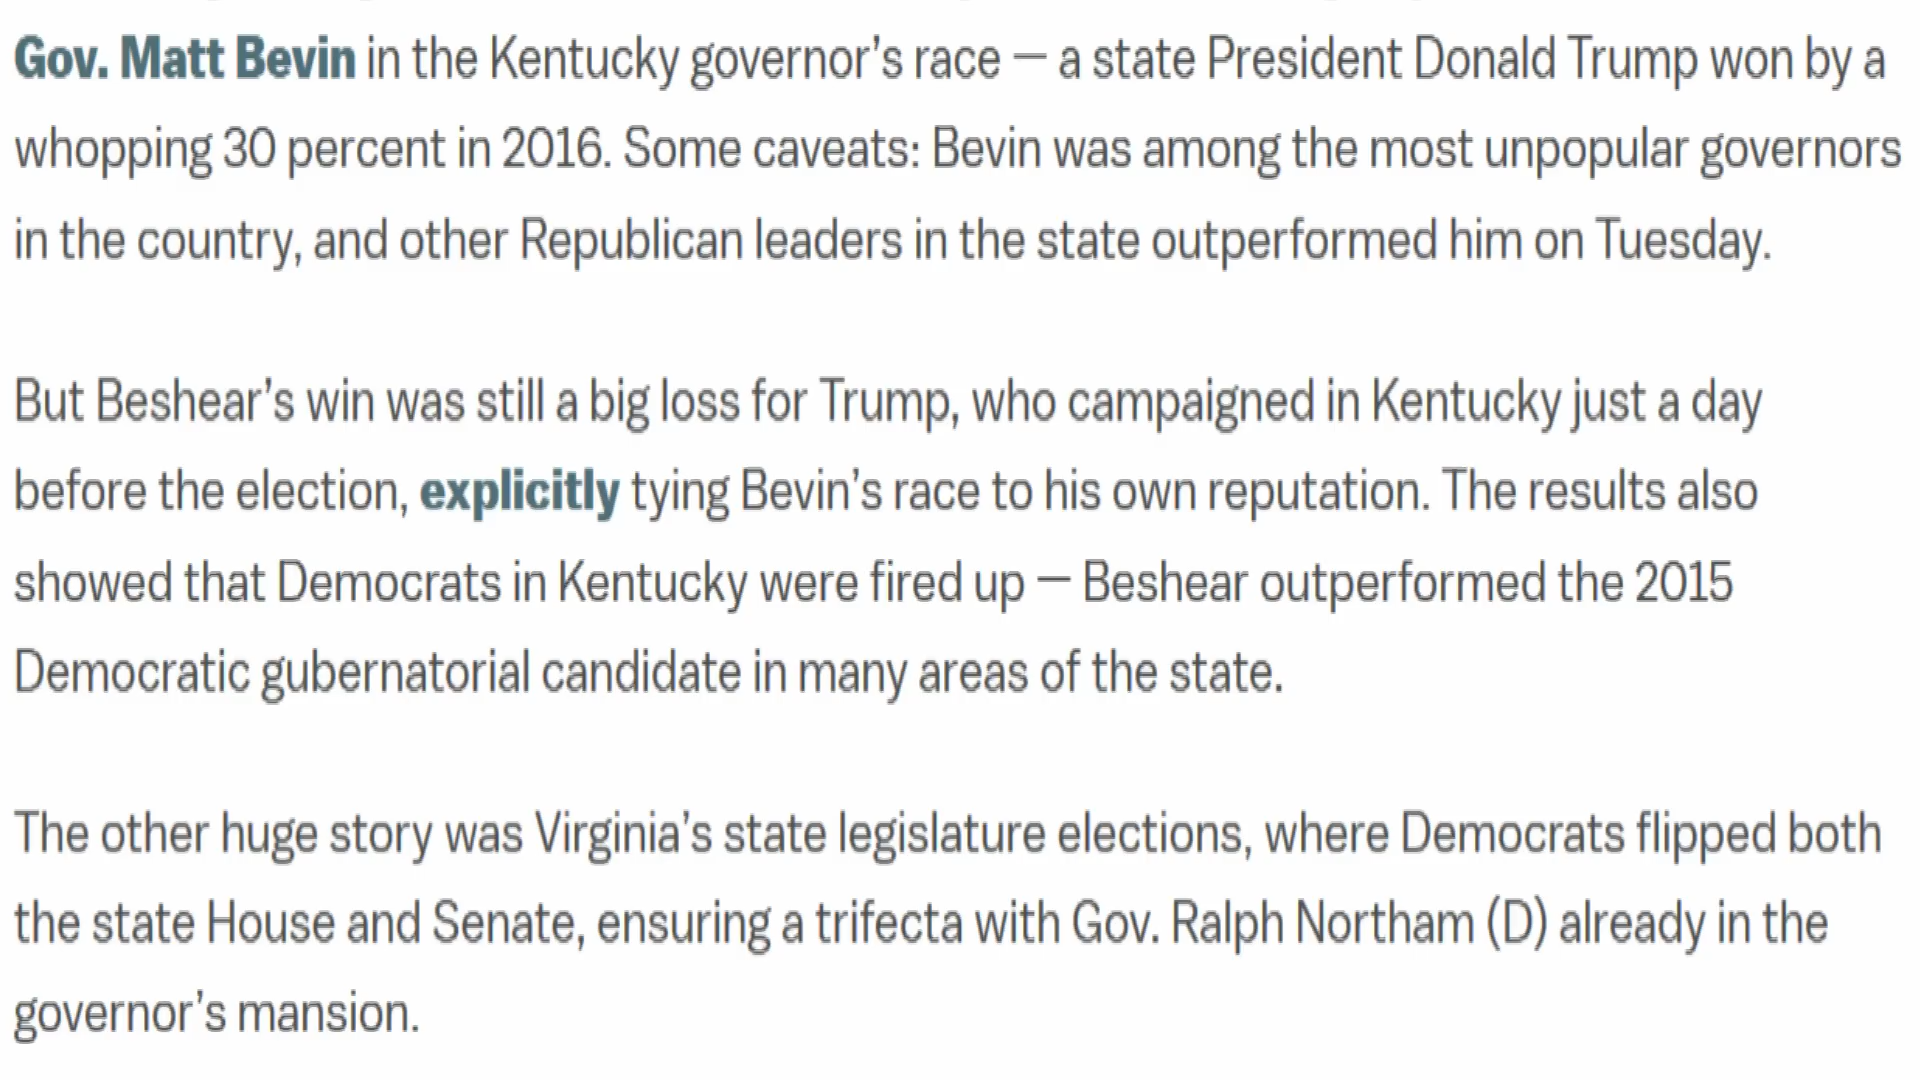 Gov. Matt Bevin in the Kentucky governor’s race — a state President Donald Trump won by a
whopping 30 percent in 2016. Some caveats: Bevin was among the most unpopular governors
in the country, and other Republican leaders in the state outperformed him on Tuesday.
But Beshear’s win was still a big loss for Trump, who campaigned in Kentucky just a day
before the election, explicitly tying Bevin’s race to his own reputation. The results also
showed that Democrats in Kentucky were fired up — Beshear outperformed the 2015
Democratic gubernatorial candidate in many areas of the state.
The other huge story was Virginia’s state legislature elections, where Democrats flipped both
the state House and Senate, ensuring a trifecta with Gov. Ralph Northam (D) already in the
governor’s mansion.